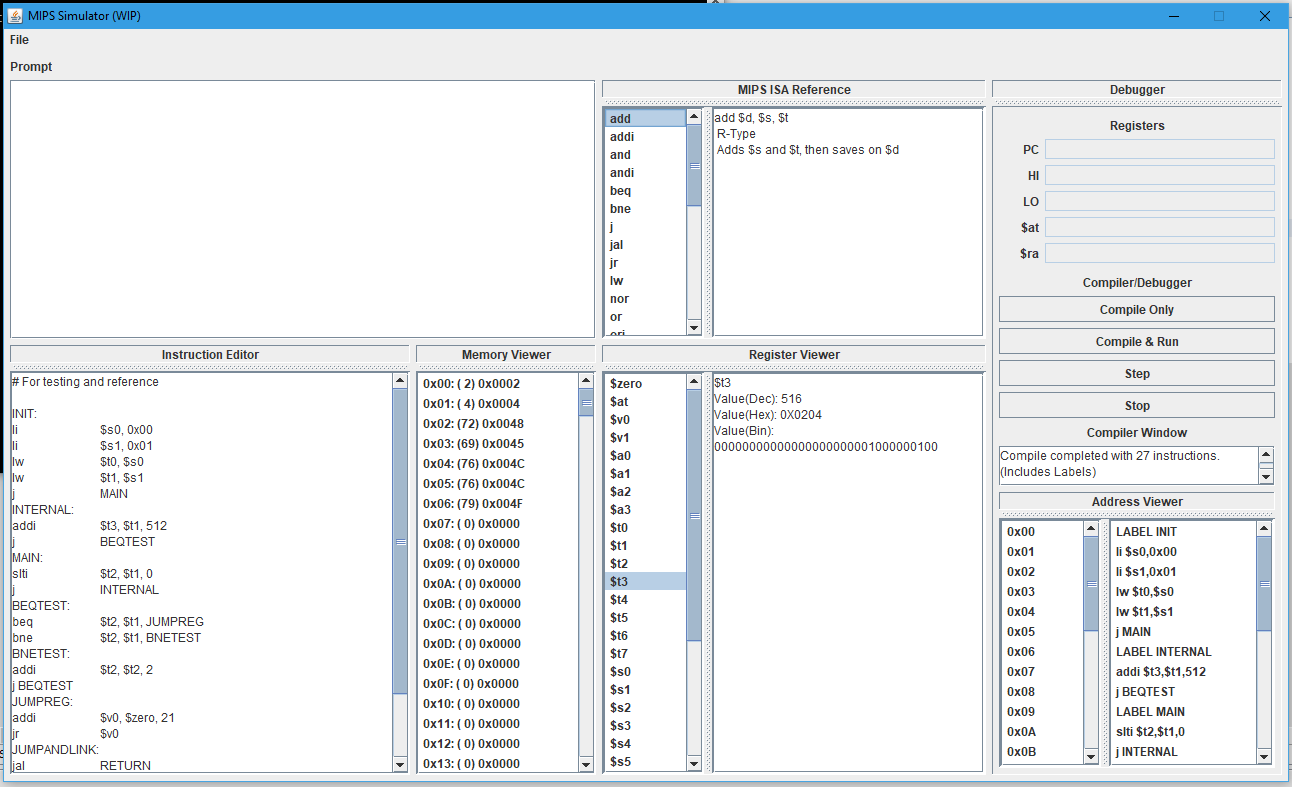 MIPS Simulator (WIP)
File
Prompt
MIPS ISA Reference
add
addi
and
andi
beq
bne
j
jal
jr
lw
nor
or
ori
add $d, $s, $t
R-Type
Adds $s and $t, then saves on $d
Debugger
Registers
PC
HI
LO
$at
$ra
Compiler/Debugger
Compile Only
Compile & Run
Step
Stop
Compiler Window
Compile completed with 27 instructions.
(Includes Labels)
Instruction Editor
# For testing and reference
INIT:
li $s0, 0x00
li $s1, 0x01
lw $t0, $s0
lw $t1, $s1
j MAIN
INTERNAL:
addi $t3, $t1, 512
j BEQTEST
MAIN:
slti $t2, $t1, 0
j INTERNAL
BEQTEST:
beq $t2, $t1, JUMPREG
bne $t2, $t1, BNETEST
BNETEST:
addi $t2, $t2, 2
j BEQTEST
JUMPREG:
addi $v0, $zero, 21
jr $v0
JUMPANDLINK:
jal RETURN
Memory Viewer
0x00: ( 2) 0x0002
0x01: ( 4) 0x0004
0x02: (72) 0x0048
0x03: (69) 0x0045
0x04: (76) 0x004C
0x05: (76) 0x004C
0x06: (79) 0x004F
0x07: ( 0) 0x0000
0x08: ( 0) 0x0000
0x09: ( 0) 0x0000
0x0A: ( 0) 0x0000
0x0B: ( 0) 0x0000
0x0C: ( 0) 0x0000
0x0D: ( 0) 0x0000
0x0E: ( 0) 0x0000
0x0F: ( 0) 0x0000
0x10: ( 0) 0x0000
0x11: ( 0) 0x0000
0x12: ( 0) 0x0000
0x13: ( 0) 0x0000
Register Viewer
$zero
$at
$v0
$v1
$a0
$a1
$a2
$a3
$t0
$t1
$t2
$t3
$t4
$t5
$t6
$t7
$s0
$s1
$s2
$s3
$s4
$s5
$t3
Value(Dec): 516
Value(Hex): 0X0204
Value(Bin):
00000000000000000000001000000100
Address Viewer
0x00 LABEL INIT
0x01 li $s0,0x00
0x02 li $s1,0x01
0x03 lw $t0,$s0
0x04 lw $t1,$s1
0x05 j MAIN
0x06 LABEL INTERNAL
0x07 addi $t3,$t1,512
0x08 j BEQTEST
0x09 LABEL MAIN
0x0A slti $t2,$t1,0
0x0B j INTERNAL